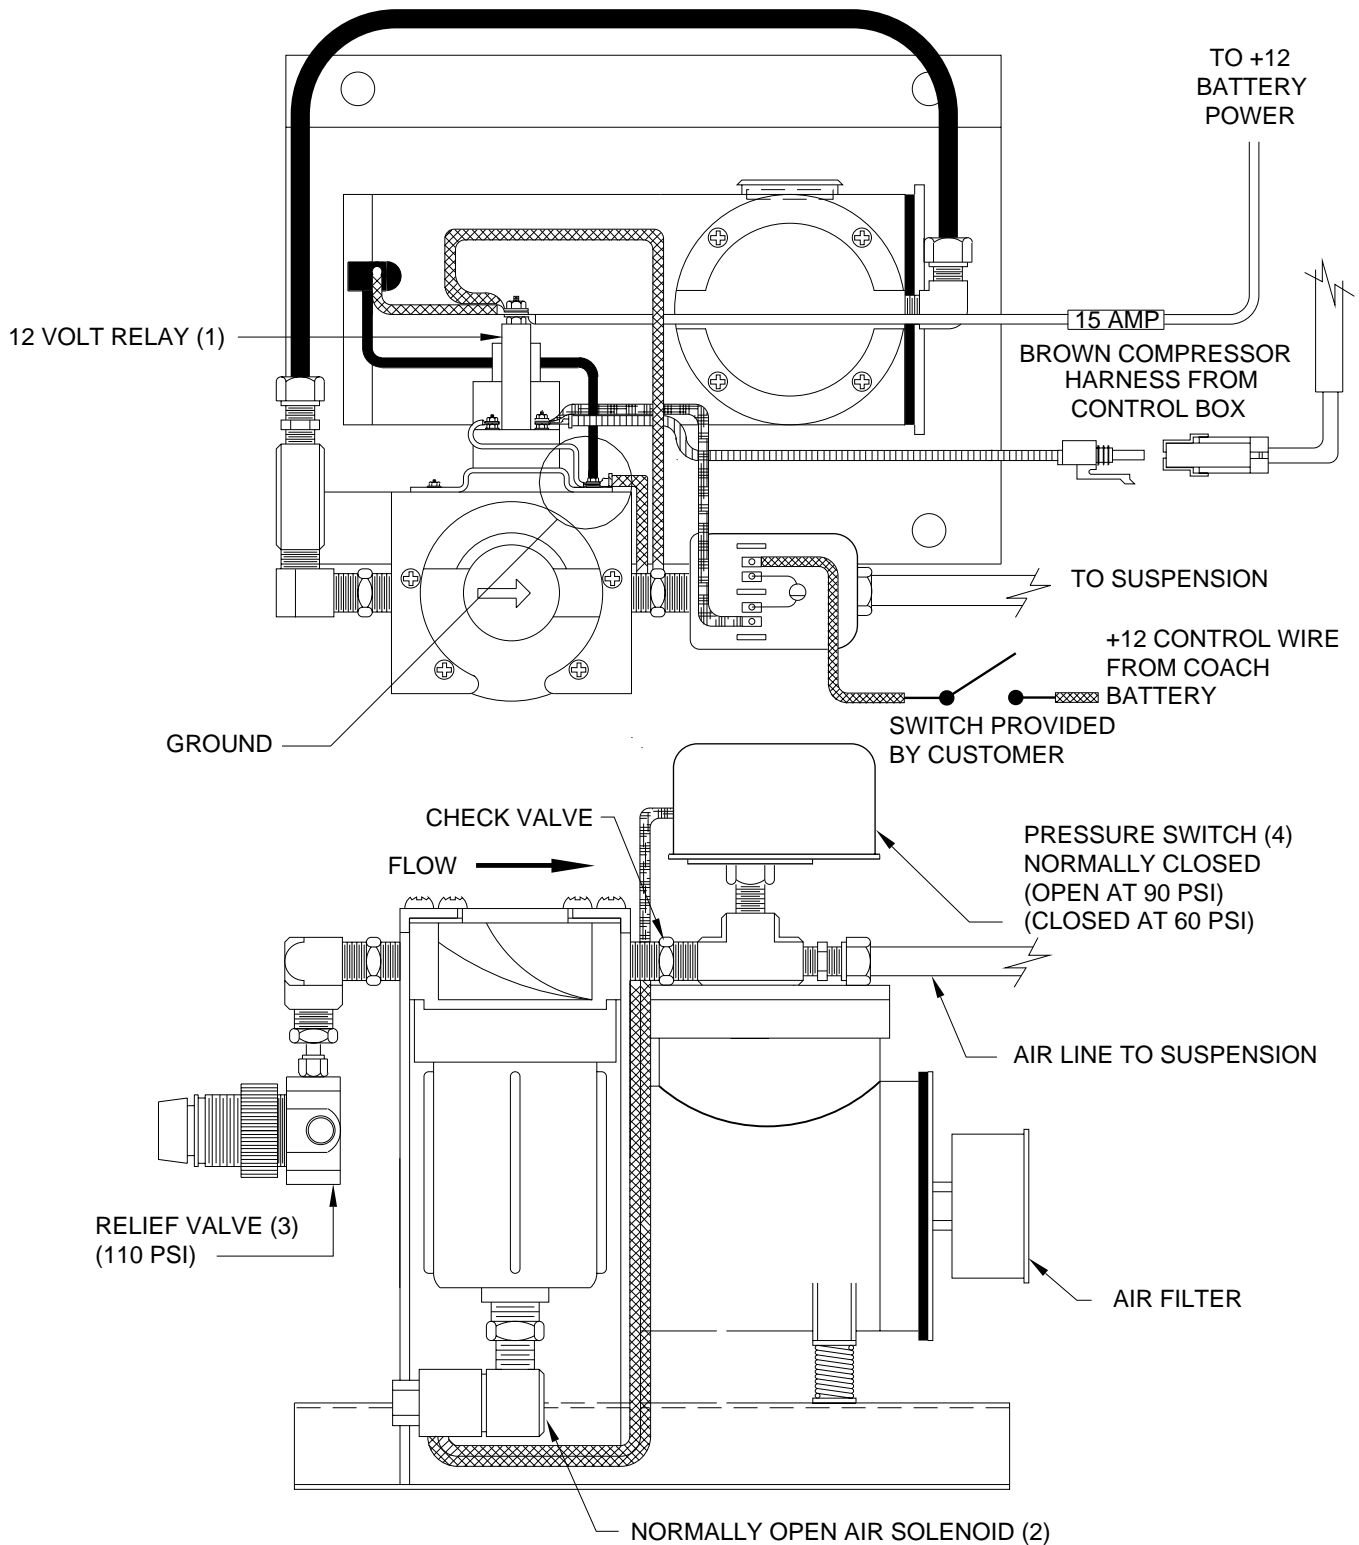 TO +12
BATTERY
POWER
12 VOLT RELAY (1)
15 AMP
BROWN COMPRESSOR
HARNESS FROM
CONTROL BOX
TO SUSPENSION
+12 CONTROL WIRE
FROM COACH
BATTERY
SWITCH PROVIDED
BY CUSTOMER
GROUND
CHECK VALVE
FLOW
PRESSURE SWITCH (4)
NORMALLY CLOSED
(OPEN AT 90 PSI)
(CLOSED AT 60 PSI)
AIR LINE TO SUSPENSION
RELIEF VALVE (3)
(110 PSI)
AIR FILTER
NORMALLY OPEN AIR SOLENOID (2)